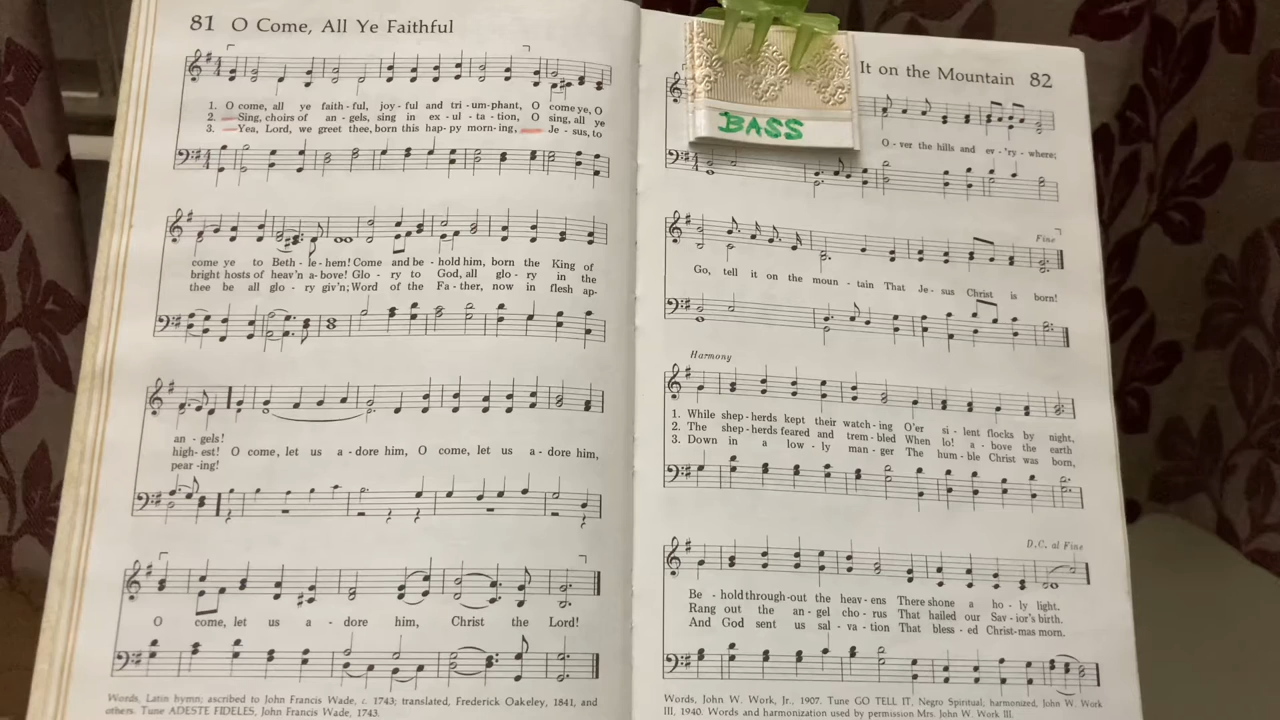 81 O Come, All Ye Faithful
1. O come, all ye faith - ful, joy - ful and tri - um - phant, O come ye, O
2. Sing, choirs of an - gels, sing in ex - ul - ta - tion, O sing, all ye
3. Yea, Lord, we greet thee, born this hap - py morn - ing, Je - sus, to
come ye to Beth - le - hem! Come and be - hold him, born the King of
bright hosts of heav'n a - bove! Glo - ry to God, all glo - ry in the
thee be all glo - ry giv'n; Word of the Fa - ther, now in flesh ap-
an - gels!
high - est! O come, let us a - dore him, O come, let us a - dore him,
pear - ing!
O come, let us a - dore him, Christ the Lord!
Words, Latin hymn; ascribed to John Francis Wade, c. 1743; translated, Frederick Oakeley, 1841, and
others. Tune ADESTE FIDELES, John Francis Wade, 1743.
It on the Mountain 82
BASS
O - ver the hills and ev - 'ry - where;
Fine
Go, tell it on the moun - tain That Je - sus Christ is born!
Harmony
1. While shep - herds kept their watch - ing O'er si - lent flocks by night,
2. The shep - herds feared and trem - bled When lo! a - bove the earth
3. Down in a low - ly man - ger The hum - ble Christ was born,
D.C. al Fine
Be - hold through - out the heav - ens There shone a ho - ly light.
Rang out the an - gel cho - rus That hailed our Sav - ior's birth.
And God sent us sal - va - tion That bless - ed Christ - mas morn.
Words, John W. Work, Jr., 1907. Tune GO TELL IT, Negro Spiritual, harmonized, John W. Work
III, 1940. Words and harmonization used by permission Mrs. John W. Work III.